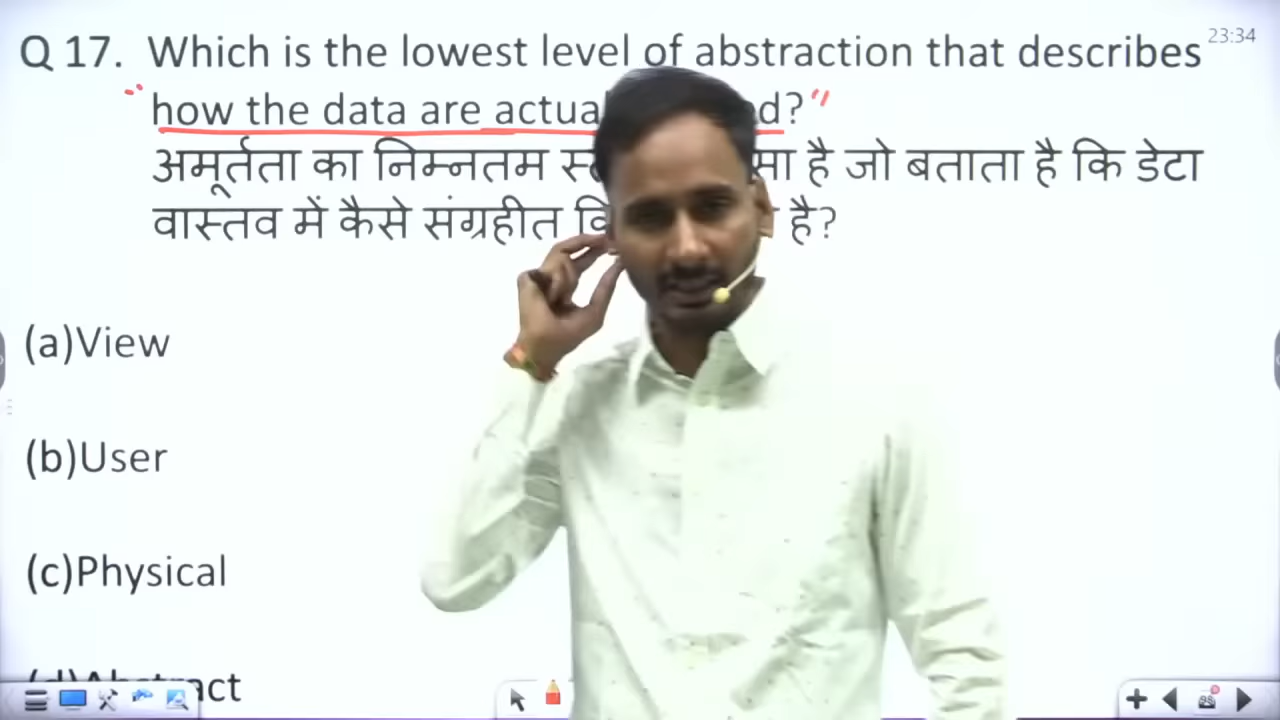 Q 17. Which is the lowest level of abstraction that describes
23:34
how the data are
अमूर्तता का निम्नतम है जो बताता है कि डेटा
वास्तव में कैसे संग्रहीत है?
(a)View
(b)User
(c)Physical